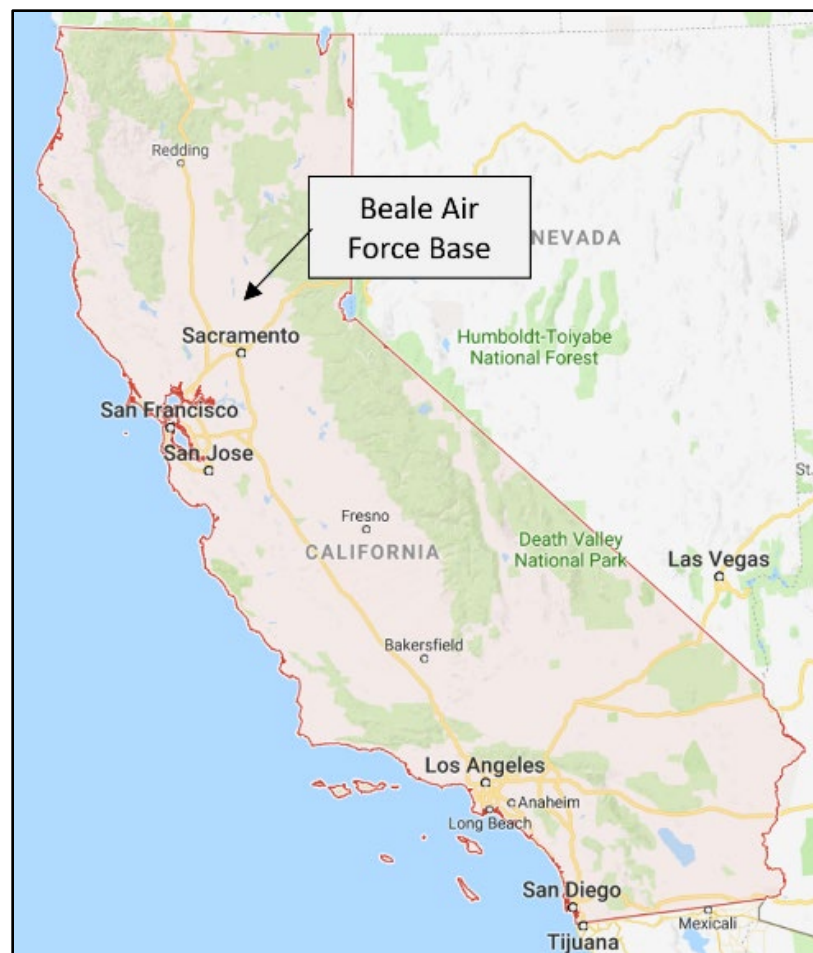 Redding
Beale Air
Force Base
NEVADA
Sacramento
Humboldt-Toiyabe
National Forest
San Francisco
San Jose
St.
Fresno
CALIFORNIA
Death Valley
National Park
Las Vegas
Bakersfield
Los Angeles
Anaheim
Long Beach
San Diego
Mexicali
Tijuana